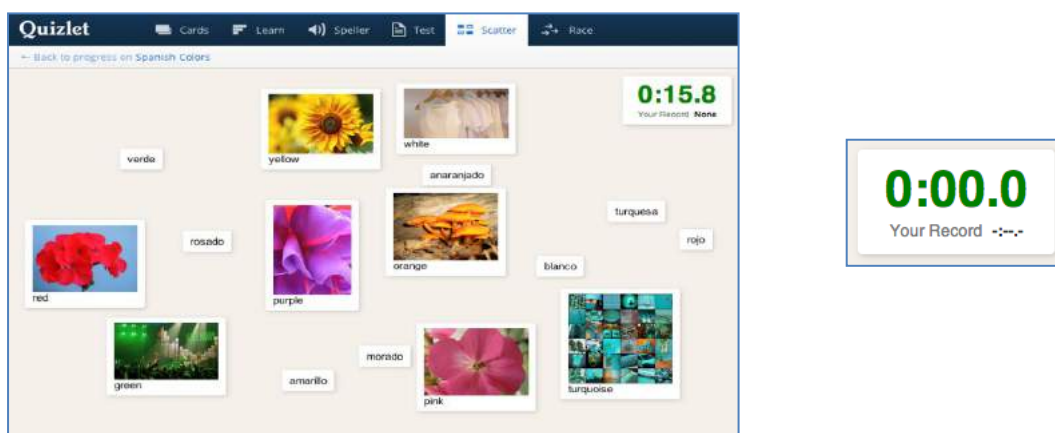 Quizlet Cards Learn Speller Test Scatter Race
← Back to progress on Spanish Colors
0:15.8
Your Record None
white
verde
yellow
anaranjado
turquesa
rosado
rojo
orange
blanco
red
purple
morado
green
amarillo
turquoise
pink
0:00.0
Your Record -:--.-